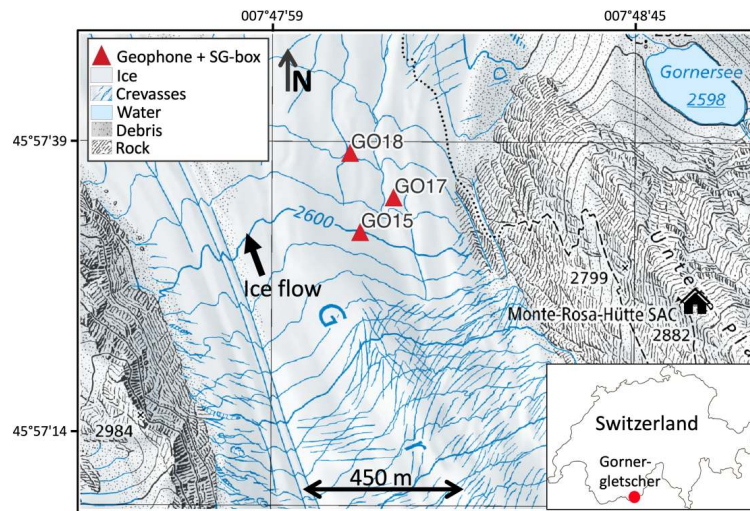 007°47'59
007°48'45
Geophone + SG-box
Ice
Crevasses
Water
Debris
Rock
N
Gornersee
2598
45°57'39
GO18
GO17
2600
GO15
Ice flow
2799
Unte
Monte-Rosa-Hütte SAC
2882
Pl
G
45°57'14
2984
r
450 m
Switzerland
Gorner-
gletscher